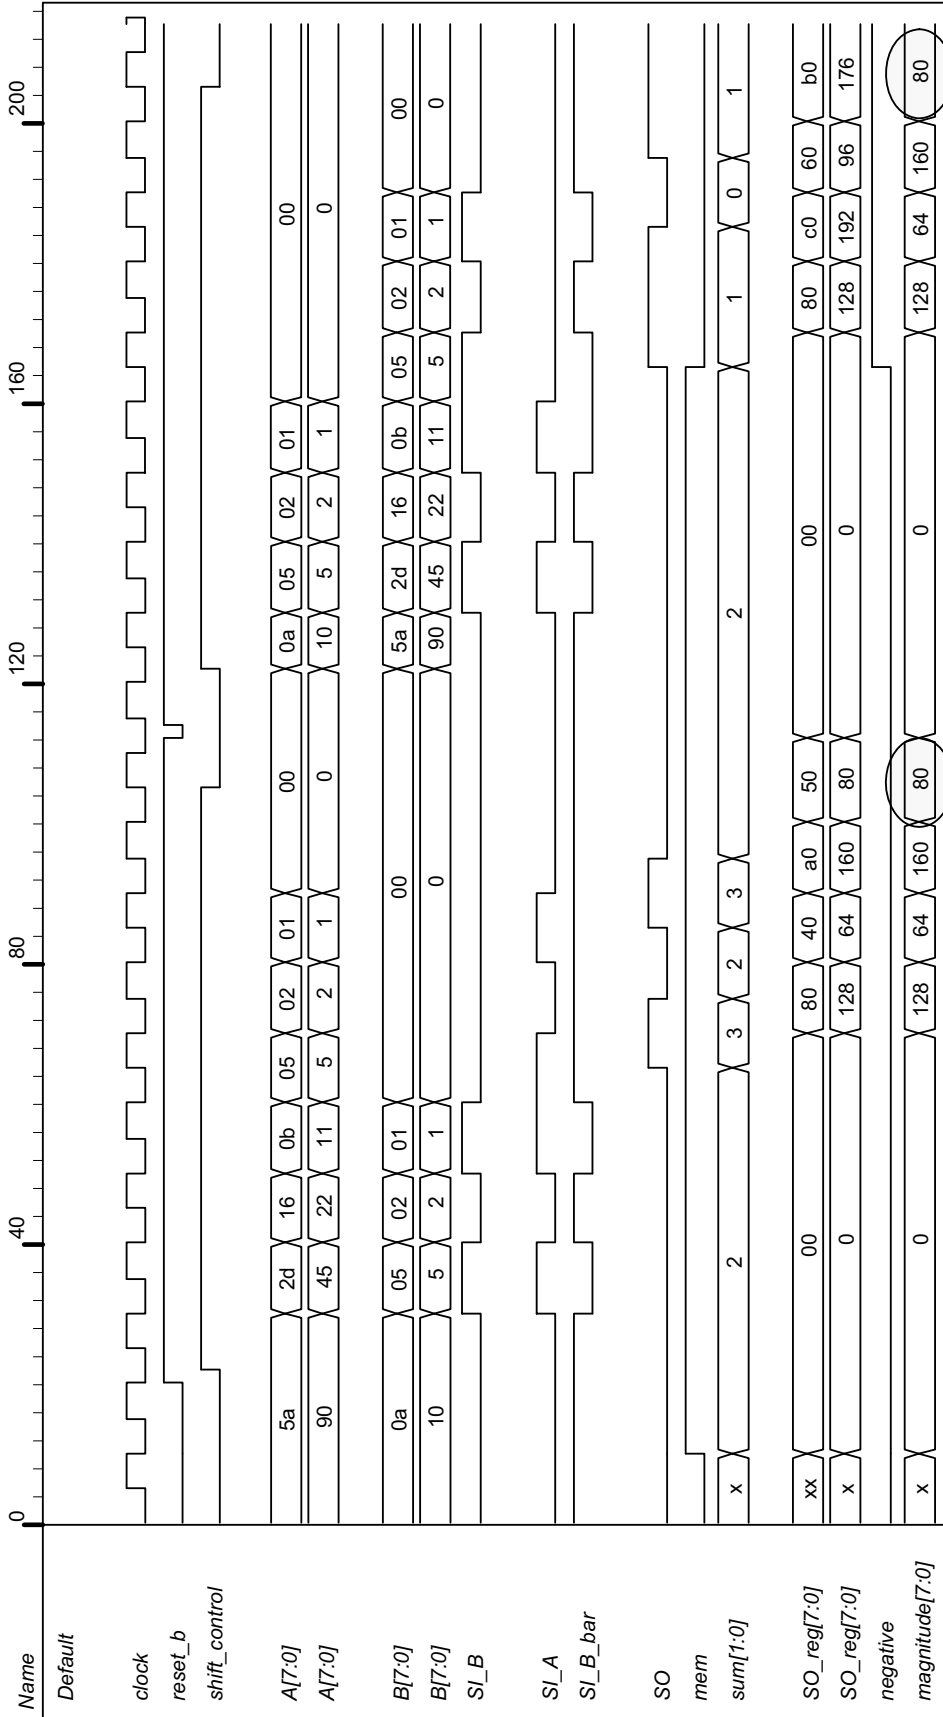 Name 0 40 80 120 160 200
Default
clock
reset_b
shift_control
A[7:0] 5a 2d 16 0b 05 02 01 00 0a 05 02 01 00
A[7:0] 90 45 22 11 5 2 1 0 10 5 2 1 0
B[7:0] 0a 05 02 01 00 5a 2d 16 0b 05 02 01 00
B[7:0] 10 5 2 1 0 90 45 22 11 5 2 1 0
SI_B
SI_A
SI_B_bar
SO
mem
sum[1:0] x 2 3 2 3 2 1 0 1
SO_reg[7:0] xx 00 80 40 a0 50 00 80 c0 60 b0
SO_reg[7:0] x 0 128 64 160 80 0 128 192 96 176
negative
magnitude[7:0] x 0 128 64 160 80 0 128 64 160 80